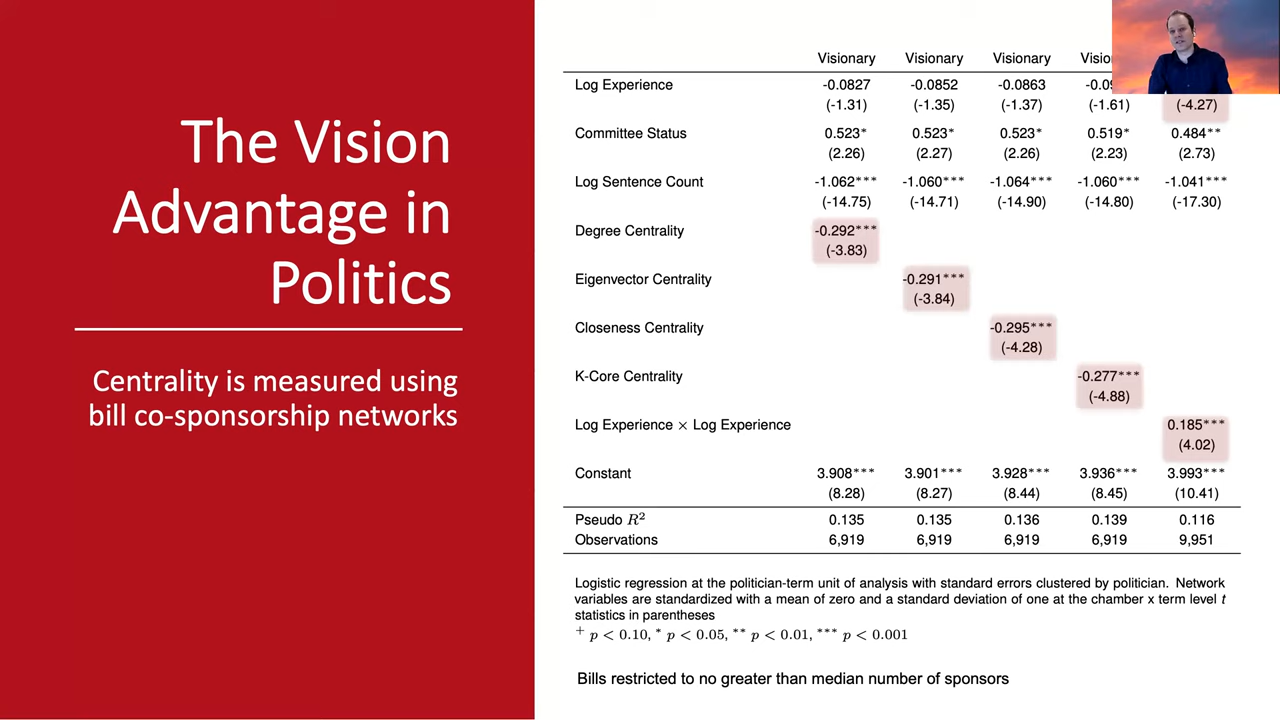 The Vision
Advantage in
Politics
Centrality is measured using
bill co-sponsorship networks
Visionary Visionary Visionary
Log Experience -0.0827 -0.0852 -0.0863
(-1.31) (-1.35) (-1.37) (-1.61) (-4.27)
Committee Status 0.523* 0.523* 0.523* 0.519* 0.484**
(2.26) (2.27) (2.26) (2.23) (2.73)
Log Sentence Count -1.062*** -1.060*** -1.064*** -1.060*** -1.041***
(-14.75) (-14.71) (-14.90) (-14.80) (-17.30)
Degree Centrality -0.292***
(-3.83)
Eigenvector Centrality -0.291***
(-3.84)
Closeness Centrality -0.295***
(-4.28)
K-Core Centrality -0.277***
(-4.88)
Log Experience × Log Experience 0.185***
(4.02)
Constant 3.908*** 3.901*** 3.928*** 3.936*** 3.993***
(8.28) (8.27) (8.44) (8.45) (10.41)
Pseudo R² 0.135 0.135 0.136 0.139 0.116
Observations 6,919 6,919 6,919 6,919 9,951
Logistic regression at the politician-term unit of analysis with standard errors clustered by politician. Network
variables are standardized with a mean of zero and a standard deviation of one at the chamber x term level t
statistics in parentheses
+ p < 0.10, * p < 0.05, ** p < 0.01, *** p < 0.001
Bills restricted to no greater than median number of sponsors